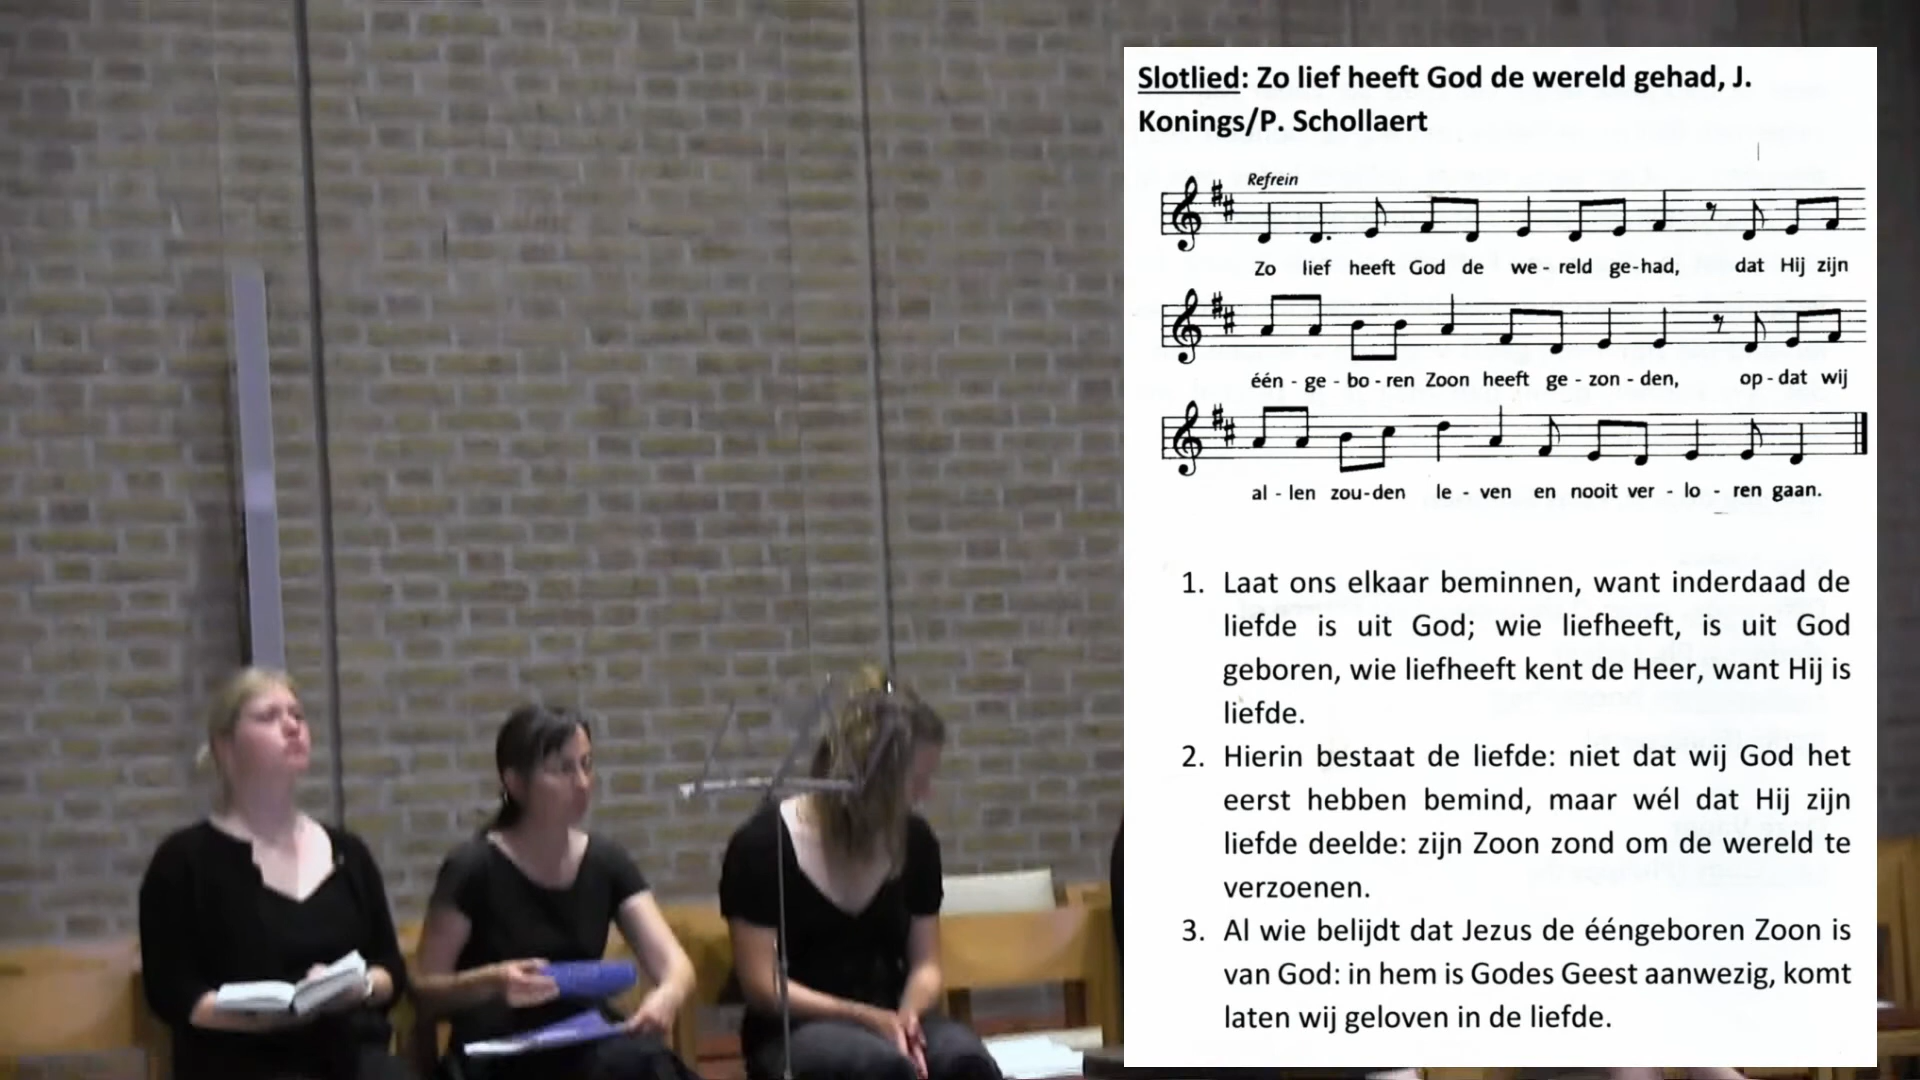 Slotlied: Zo lief heeft God de wereld gehad, J.
Konings/P. Schollaert
Refrein
Zo lief heeft God de we - reld ge-had, dat Hij zijn
één - ge - bo - ren Zoon heeft ge - zon - den, op - dat wij
al - len zou-den le - ven en nooit ver - lo - ren gaan.
1. Laat ons elkaar beminnen, want inderdaad de
liefde is uit God; wie liefheeft, is uit God
geboren, wie liefheeft kent de Heer, want Hij is
liefde.
2. Hierin bestaat de liefde: niet dat wij God het
eerst hebben bemind, maar wél dat Hij zijn
liefde deelde: zijn Zoon zond om de wereld te
verzoenen.
3. Al wie belijdt dat Jezus de ééngeboren Zoon is
van God: in hem is Godes Geest aanwezig, komt
laten wij geloven in de liefde.